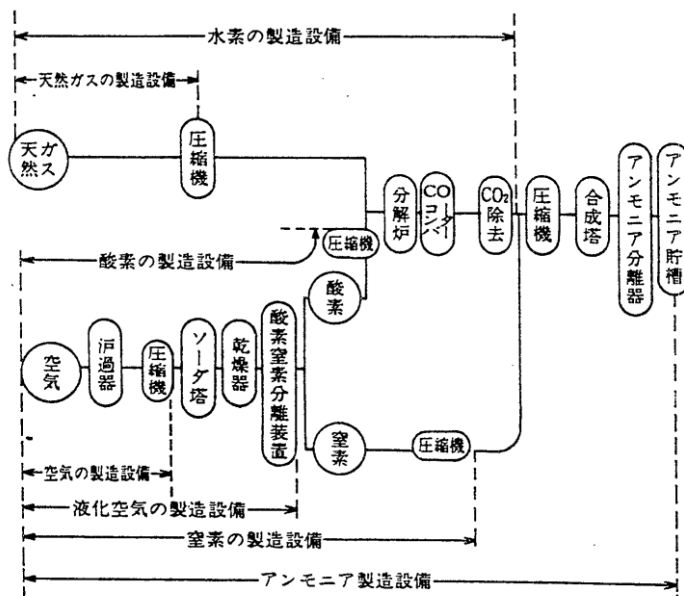 水素の製造設備
天然ガスの製造設備
天然ガス
圧縮機
分解炉
COコンバーター
CO₂除去
圧縮機
合成塔
アンモニア分離器
アンモニア貯槽
圧縮機
酸素の製造設備
酸素
空気
沪過器
圧縮機
ソーダ塔
乾燥器
酸素窒素分離装置
窒素
圧縮機
空気の製造設備
液化空気の製造設備
窒素の製造設備
アンモニア製造設備